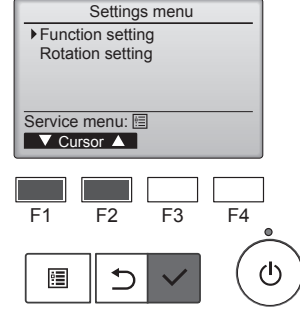 Settings menu
Function setting
Rotation setting
Service menu:
▼ Cursor ▲
F1 F2 F3 F4